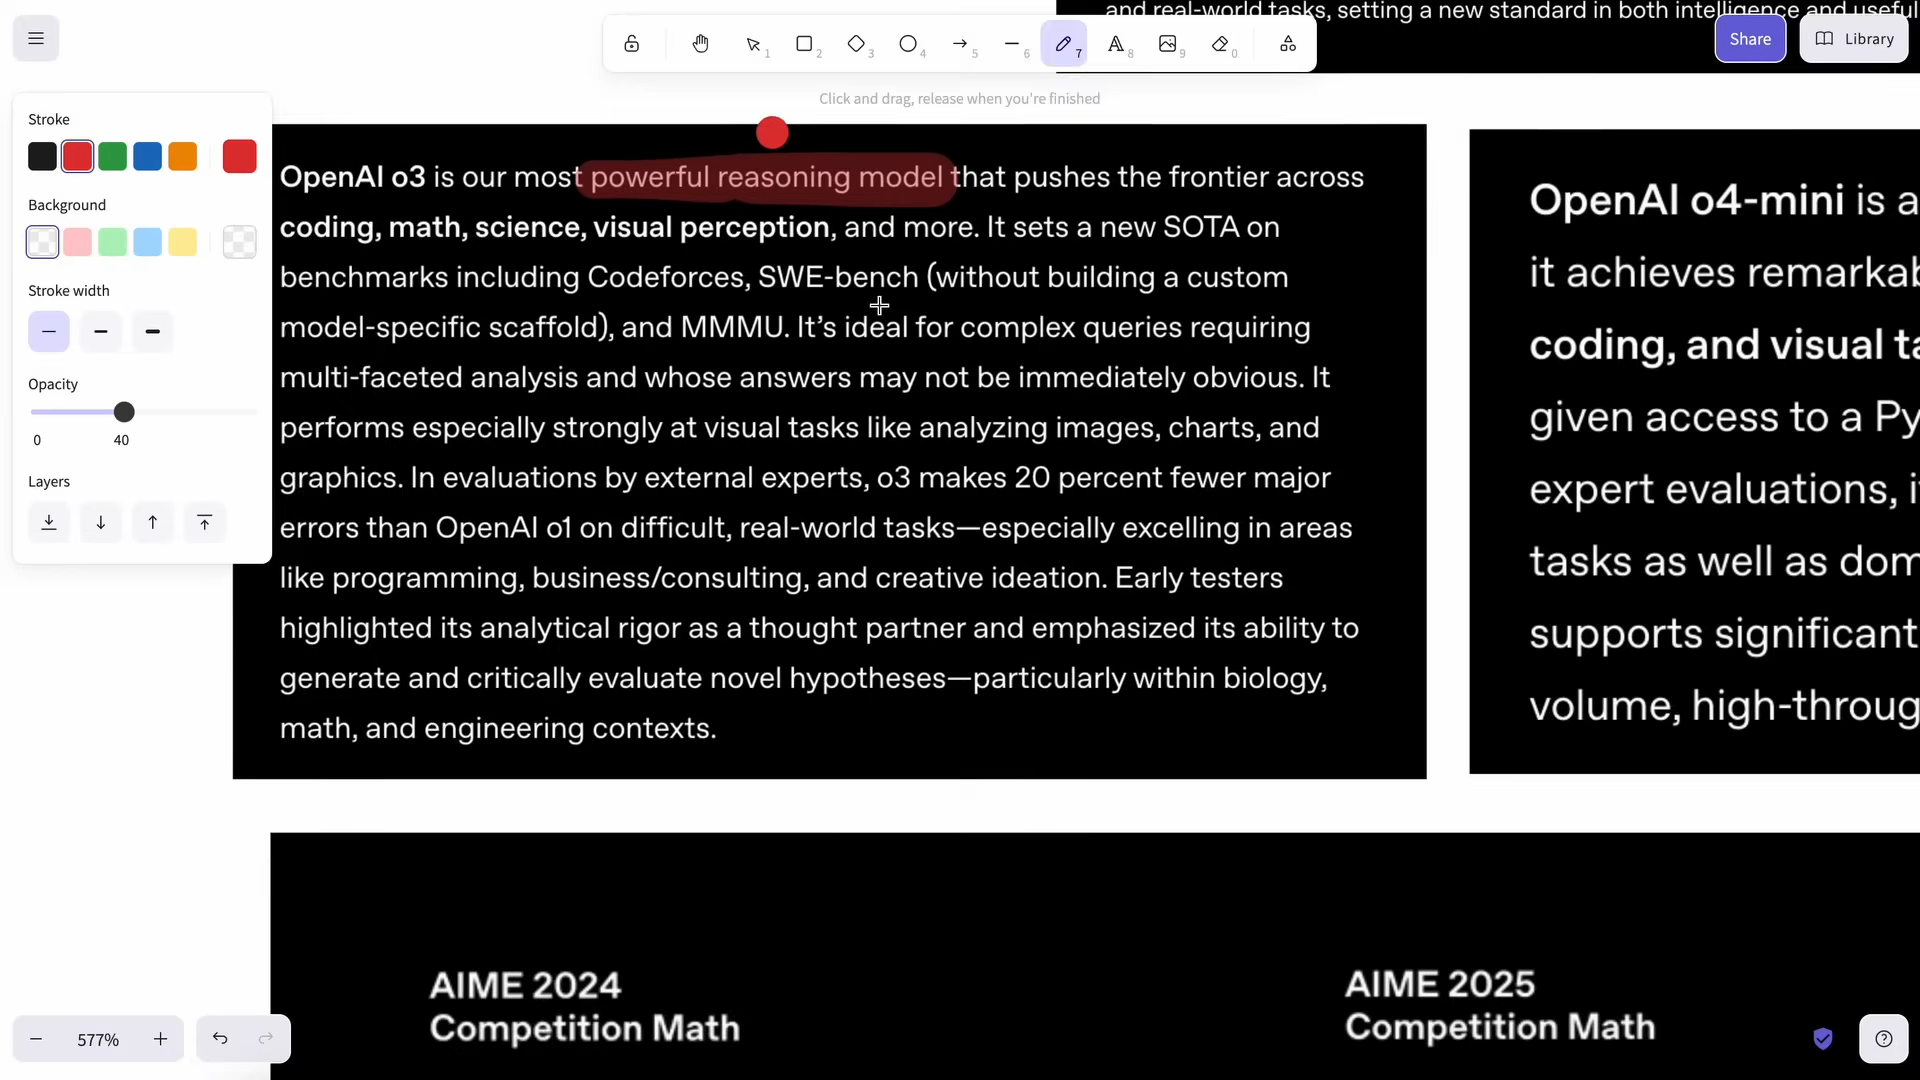 and real-world tasks, setting a new standard in both intelligence and useful
1
2
3
4
5
6
7
8
9
0
Share
Library
Click and drag, release when you're finished
Stroke
Background
Stroke width
Opacity
0
40
Layers
OpenAI o3 is our most powerful reasoning model that pushes the frontier across
coding, math, science, visual perception, and more. It sets a new SOTA on
benchmarks including Codeforces, SWE-bench (without building a custom
model-specific scaffold), and MMMU. It’s ideal for complex queries requiring
multi-faceted analysis and whose answers may not be immediately obvious. It
performs especially strongly at visual tasks like analyzing images, charts, and
graphics. In evaluations by external experts, o3 makes 20 percent fewer major
errors than OpenAI o1 on difficult, real-world tasks—especially excelling in areas
like programming, business/consulting, and creative ideation. Early testers
highlighted its analytical rigor as a thought partner and emphasized its ability to
generate and critically evaluate novel hypotheses—particularly within biology,
math, and engineering contexts.
OpenAI o4-mini is a
it achieves remarkab
coding, and visual ta
given access to a Py
expert evaluations, i
tasks as well as dom
supports significant
volume, high-throug
AIME 2024
Competition Math
AIME 2025
Competition Math
577%